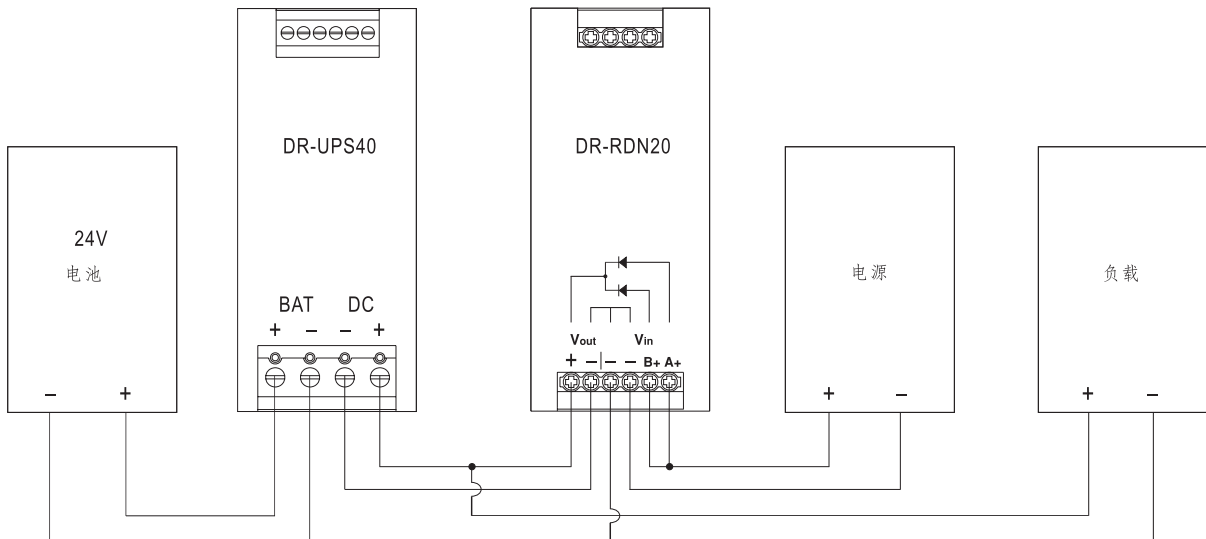 DR-UPS40
DR-RDN20
24V
电池
电源
负载
BAT DC
+ − − +
Vout Vin
+ − − − B+ A+
− +
+ −
+ −